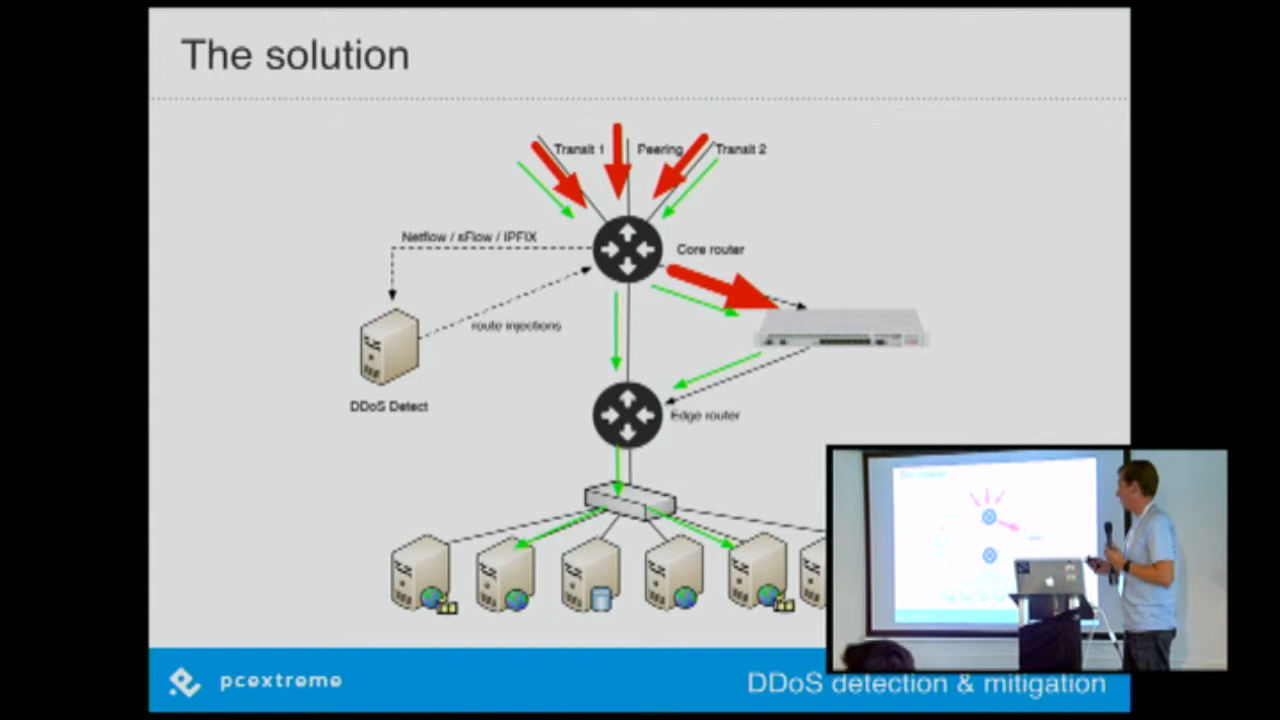 The solution
Transit 1
Peering
Transit 2
Netflow / sFlow / IPFIX
Core router
route injections
DDoS Detect
Edge router
pcextreme
DDoS detection & mitigation